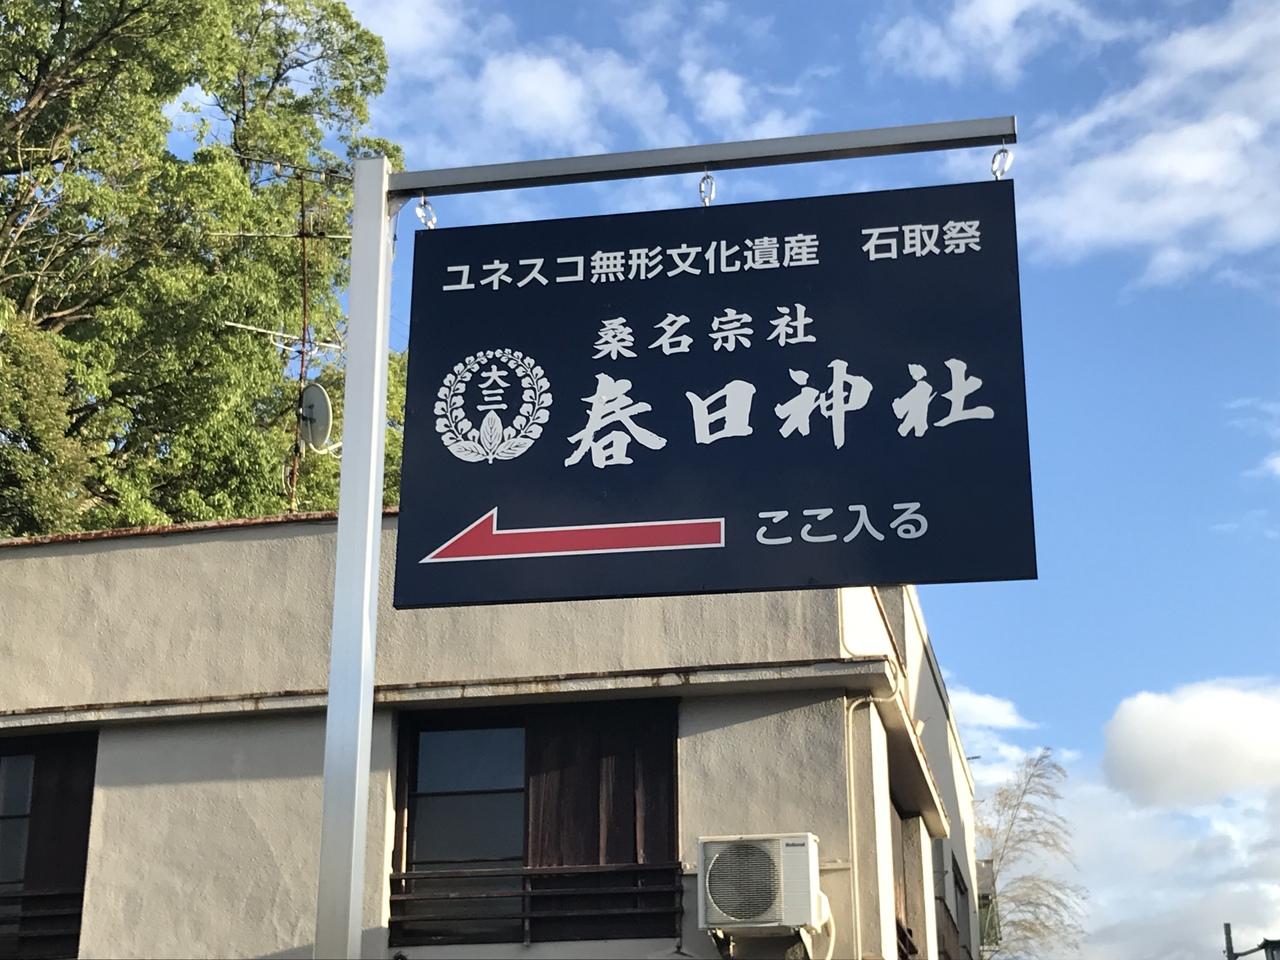 ユネスコ無形文化遺産　石取祭
桑名宗社
大
三
春日神社
ここ入る
National